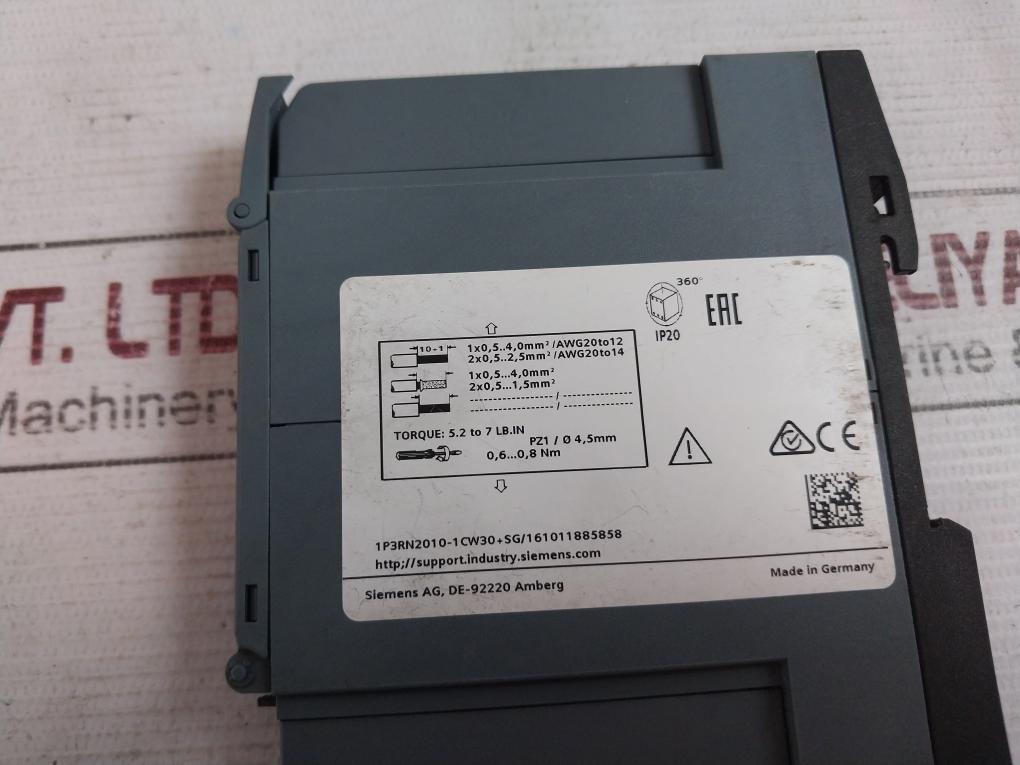 360°
EAC
IP20
10-1
1x0,5..4,0mm²/AWG20to12
2x0,5..2,5mm²/AWG20to14
1x0,5...4,0mm²
2x0,5...1,5mm²
--------------- / ---------------
--------------- / ---------------
TORQUE: 5.2 to 7 LB.IN
PZ1 / Ø 4,5mm
0,6...0,8 Nm
CE
1P3RN2010-1CW30+SG/161011885858
http;/support.industry.siemens.com
Siemens AG, DE-92220 Amberg
Made in Germany
VT. LTD
Machinery
LIYA
rine &